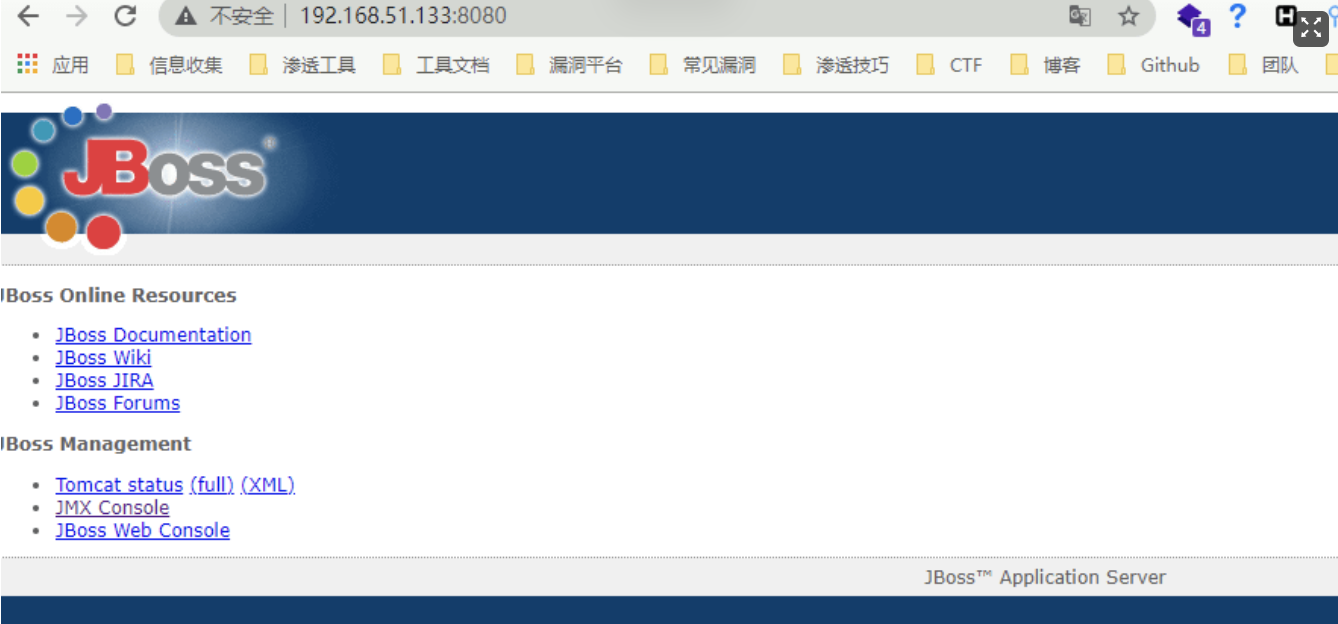 不安全 | 192.168.51.133:8080
4 ? H
应用 信息收集 渗透工具 工具文档 漏洞平台 常见漏洞 渗透技巧 CTF 博客 Github 团队
JBoss®
JBoss Online Resources
• JBoss Documentation
• JBoss Wiki
• JBoss JIRA
• JBoss Forums
JBoss Management
• Tomcat status (full) (XML)
• JMX Console
• JBoss Web Console
JBoss™ Application Server